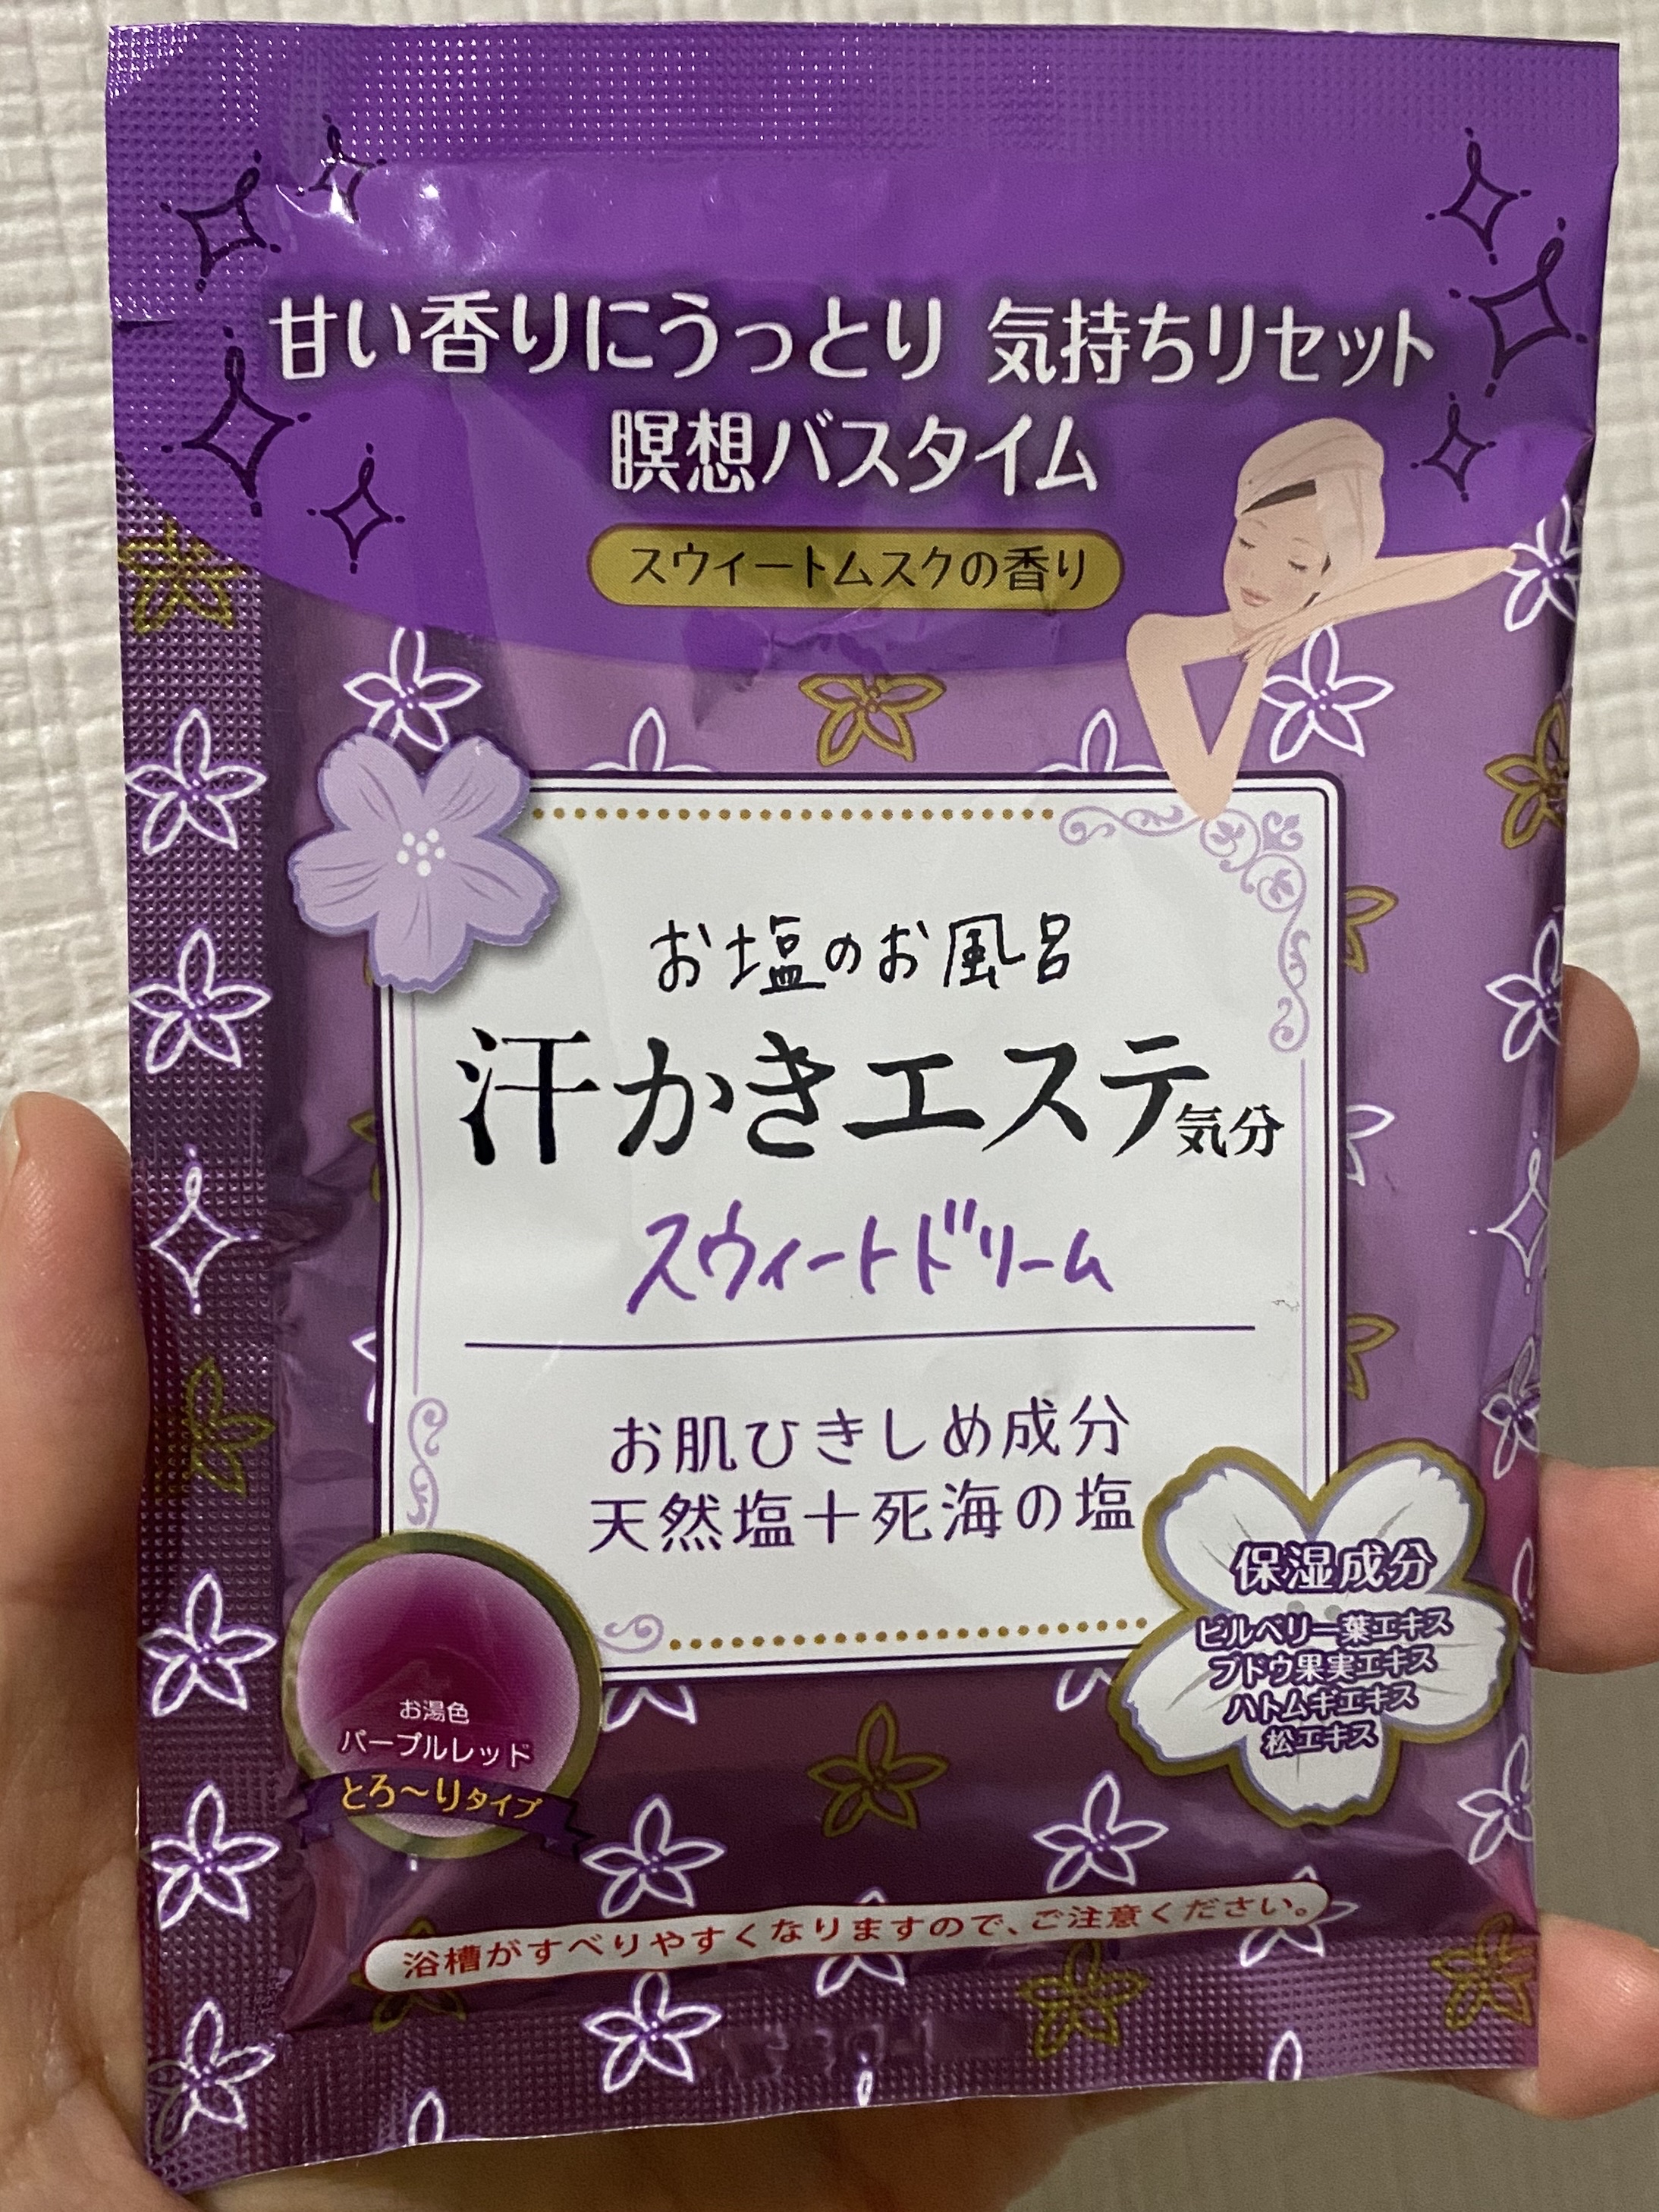 甘い香りにうっとり 気持ちリセット
瞑想バスタイム
スウィートムスクの香り
お塩のお風呂
汗かきエステ気分
スウィートドリーム
お肌ひきしめ成分
天然塩+死海の塩
保湿成分
ビルベリー葉エキス
ブドウ果実エキス
ハトムギエキス
松エキス
お湯色
パープルレッド
とろ~りタイプ
浴槽がすべりやすくなりますので、ご注意ください。